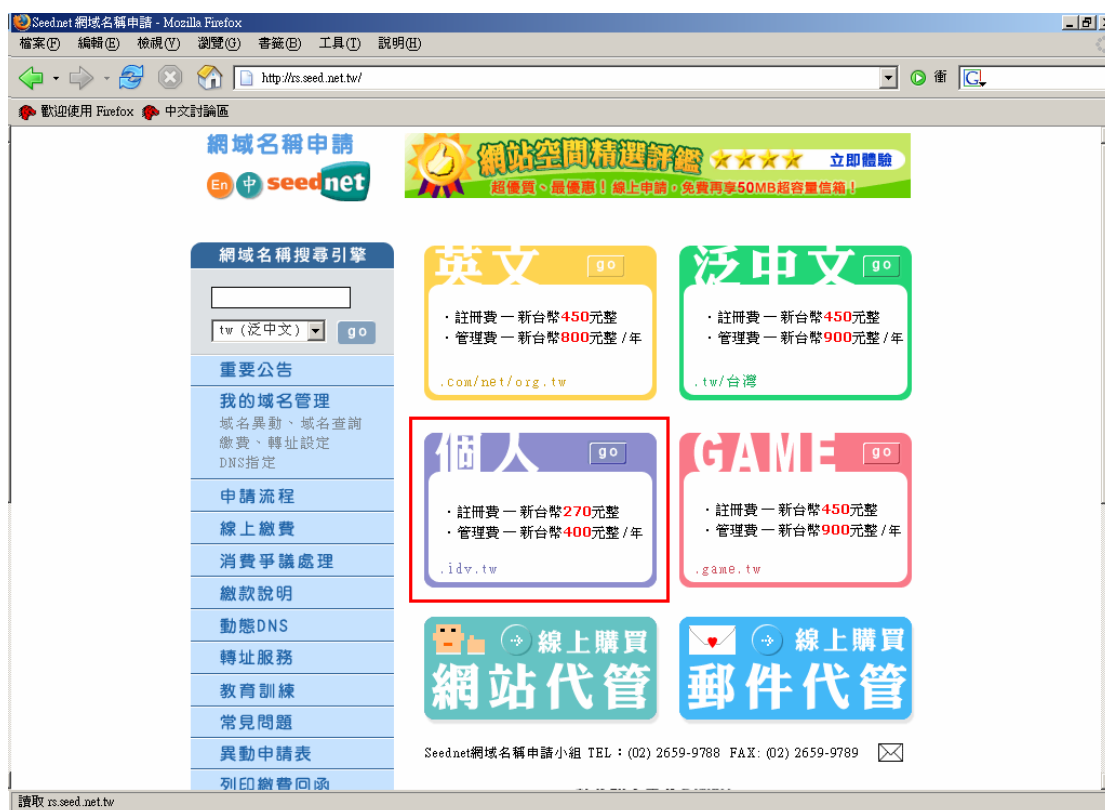 Seednet 網域名稱申請 - Mozilla Firefox
檔案(F) 編輯(E) 檢視(V) 瀏覽(G) 書籤(B) 工具(T) 說明(H)
http://rs.seed.net.tw/
衝
歡迎使用 Firefox 中文討論區
網域名稱申請
En 中 seednet
網站空間精選評鑑 立即體驗
超優質、最優惠！線上申請，免費再享50MB超容量信箱！
網域名稱搜尋引擎
tw (泛中文) go
重要公告
我的域名管理
域名異動、域名查詢
繳費、轉址設定
DNS指定
申請流程
線上繳費
消費爭議處理
繳款說明
動態DNS
轉址服務
教育訓練
常見問題
異動申請表
列印繳費回函
英文 go
・註冊費 — 新台幣450元整
・管理費 — 新台幣800元整 / 年
.com/net/org.tw
泛中文 go
・註冊費 — 新台幣450元整
・管理費 — 新台幣900元整 / 年
.tw/台灣
個人 go
・註冊費 — 新台幣270元整
・管理費 — 新台幣400元整 / 年
.idv.tw
GAME go
・註冊費 — 新台幣450元整
・管理費 — 新台幣900元整 / 年
.game.tw
線上購買
網站代管
線上購買
郵件代管
Seednet網域名稱申請小組 TEL：(02) 2659-9788 FAX: (02) 2659-9789
讀取 rs.seed.net.tw